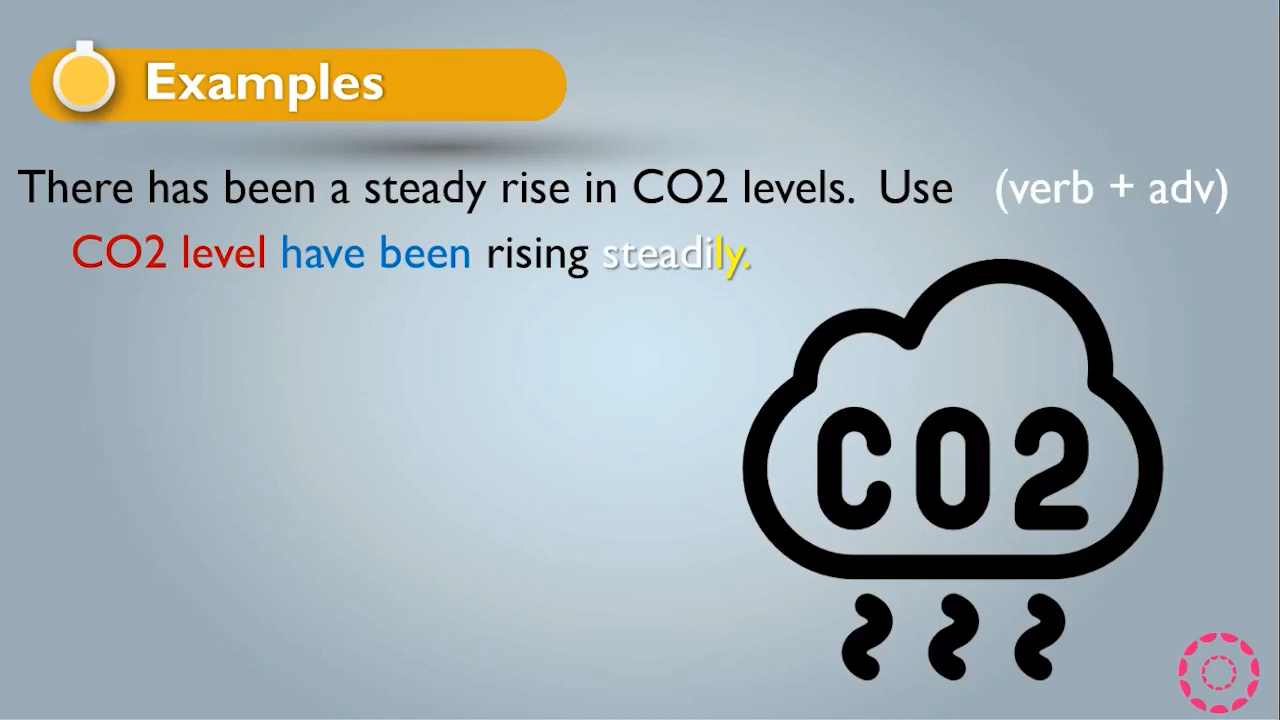 Examples
There has been a steady rise in CO2 levels. Use (verb + adv)
CO2 level have been rising steadily.
CO2